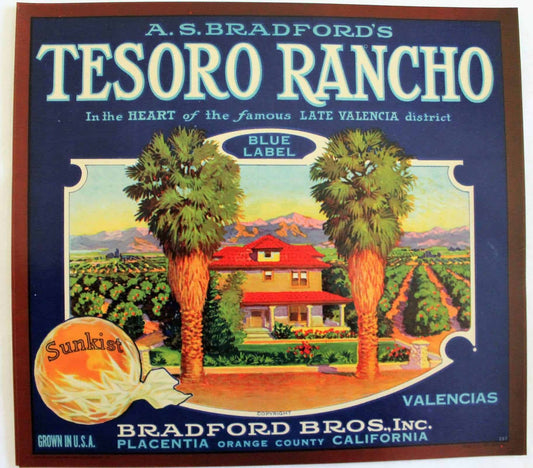 A. S. BRADFORD'S
TESORO RANCHO
In the HEART of the famous LATE VALENCIA district
BLUE
LABEL
Sunkist
COPYRIGHT
VALENCIAS
BRADFORD BROS., INC.
GROWN IN U.S.A.
PLACENTIA ORANGE COUNTY CALIFORNIA